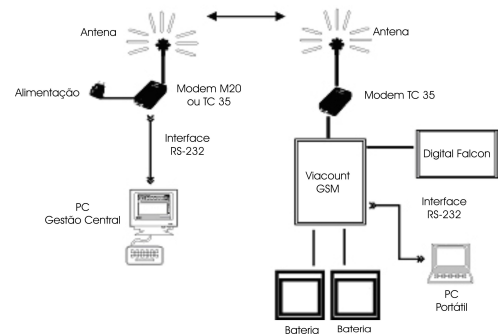 Antena
Antena
Alimentação
Modem M20
ou TC 35
Modem TC 35
Interface
RS-232
Digital Falcon
Viacount
GSM
PC
Gestão Central
Interface
RS-232
PC
Portátil
Bateria
Bateria